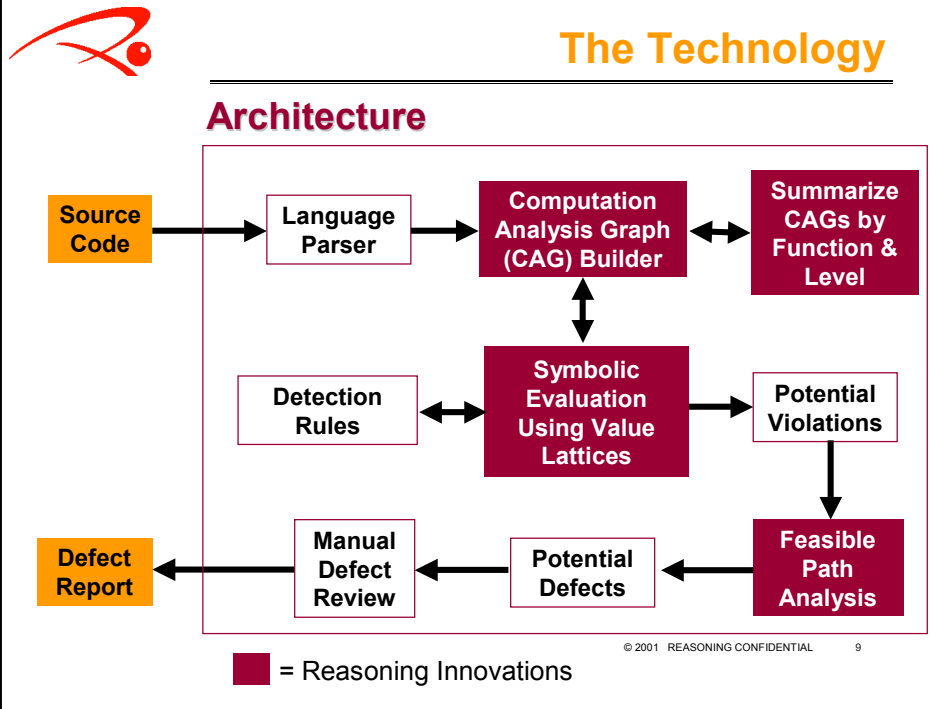 The Technology
Architecture
Source
Code
Language
Parser
Computation
Analysis Graph
(CAG) Builder
Summarize
CAGs by
Function &
Level
Detection
Rules
Symbolic
Evaluation
Using Value
Lattices
Potential
Violations
Defect
Report
Manual
Defect
Review
Potential
Defects
Feasible
Path
Analysis
© 2001 REASONING CONFIDENTIAL 9
= Reasoning Innovations